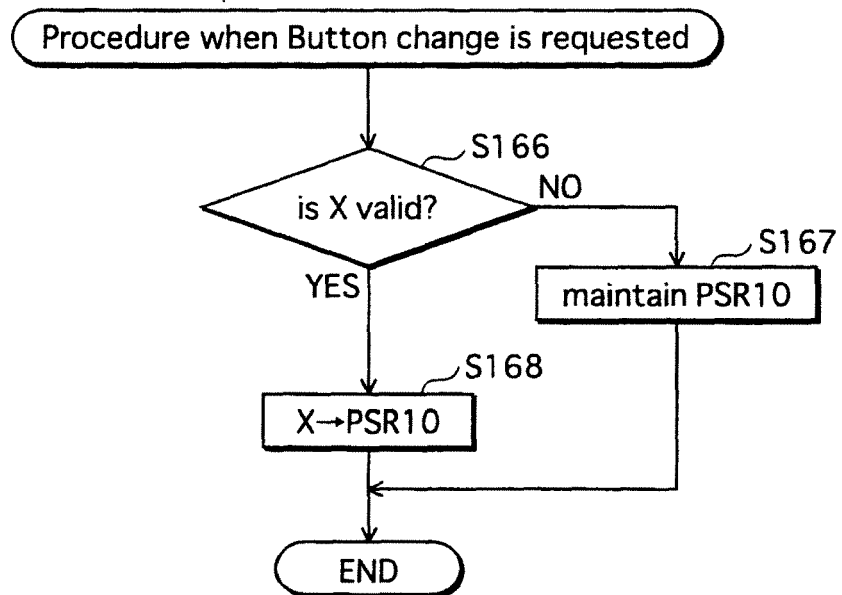 Procedure when Button change is requested
S166
is X valid?
NO
S167
YES
maintain PSR10
S168
X→PSR10
END